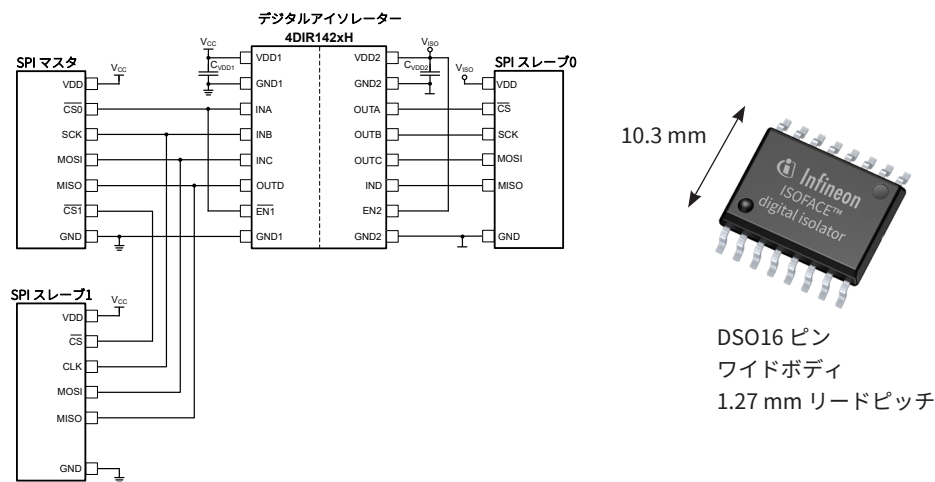 デジタルアイソレーター
4DIR142xH
SPI マスタ
VCC
VDD
CS0
SCK
MOSI
MISO
CS1
GND
VCC
CVDD1
VDD1
GND1
INA
INB
INC
OUTD
EN1
GND1
VDD2
GND2
OUTA
OUTB
OUTC
IND
EN2
GND2
VISO
CVDD2
VISO
SPI スレーブ0
VDD
CS
SCK
MOSI
MISO
GND
SPI スレーブ1
VCC
VDD
CS
CLK
MOSI
MISO
GND
10.3 mm
Infineon
ISOFACE™
digital isolator
DSO16 ピン
ワイドボディ
1.27 mm リードピッチ